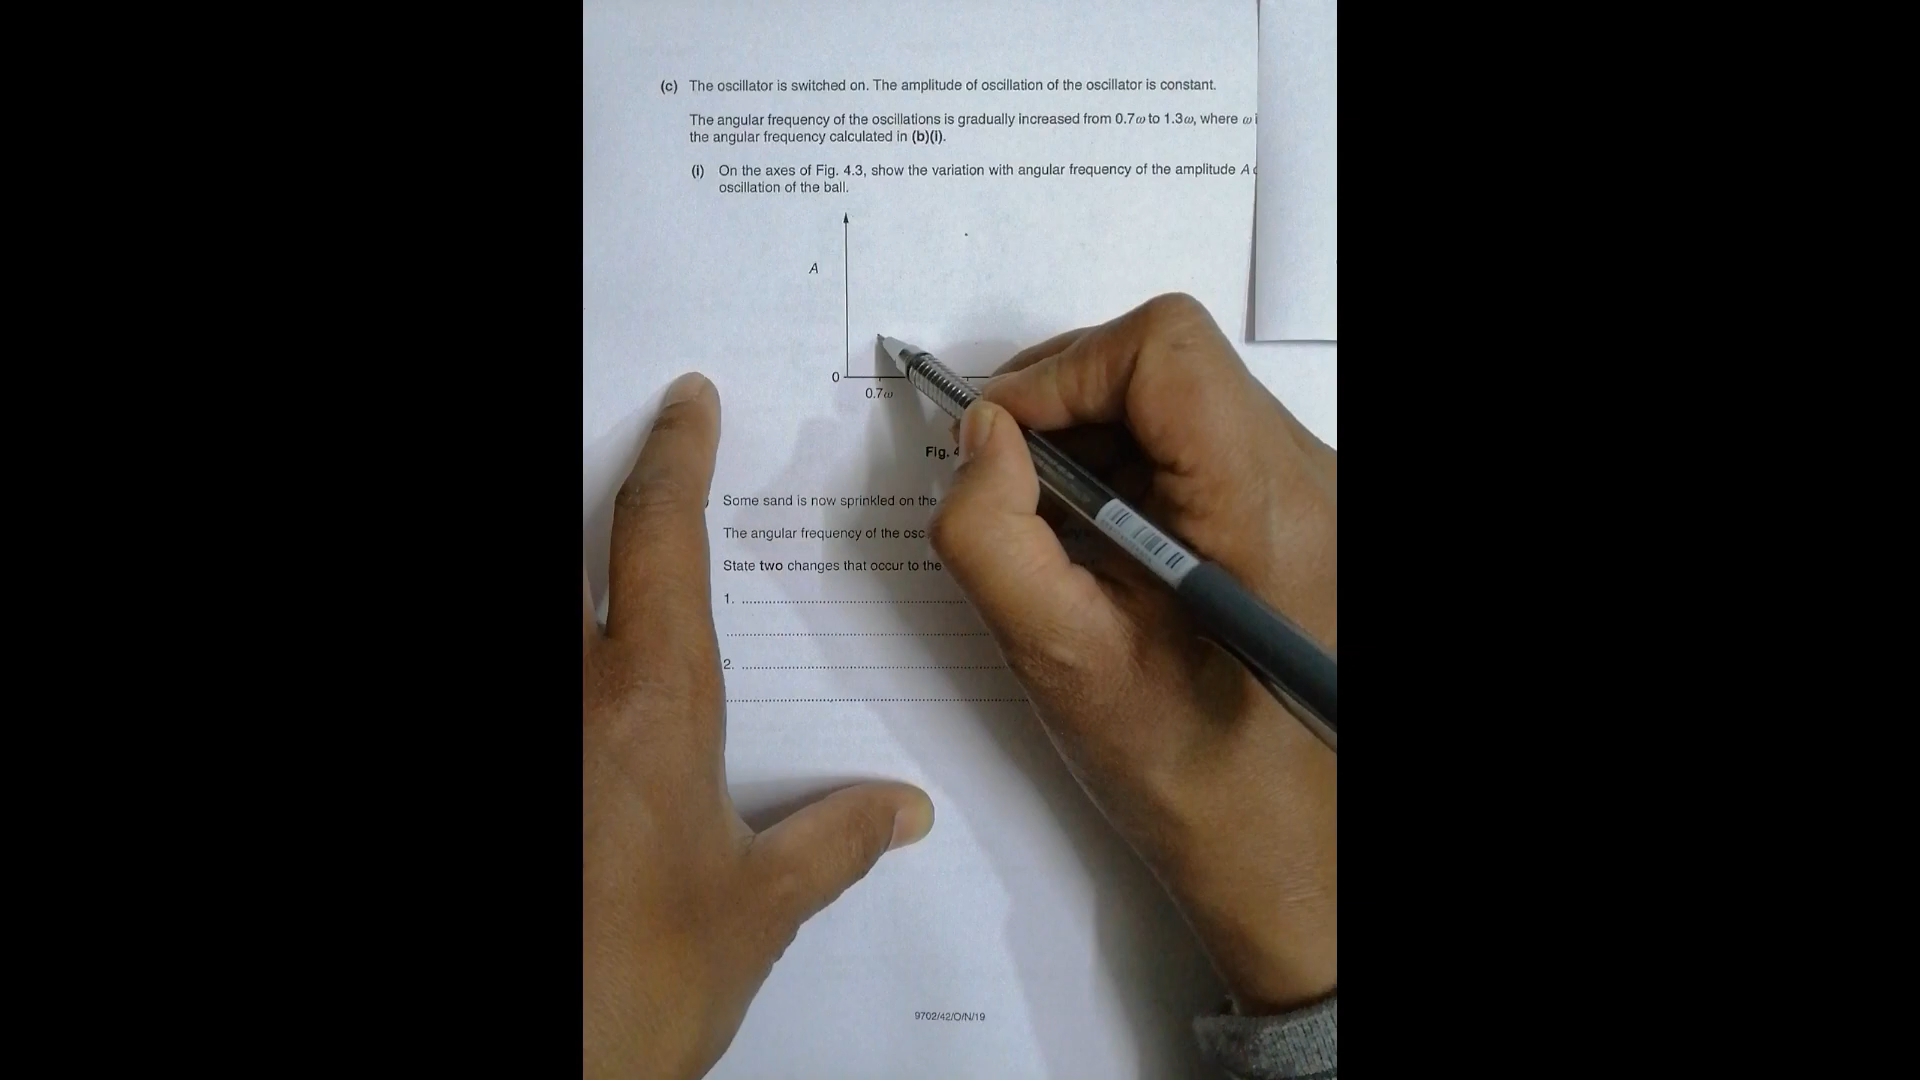 (c) The oscillator is switched on. The amplitude of oscillation of the oscillator is constant.
The angular frequency of the oscillations is gradually increased from 0.7ω to 1.3ω, where ω
the angular frequency calculated in (b)(i).
(i) On the axes of Fig. 4.3, show the variation with angular frequency of the amplitude A
oscillation of the ball.
A
0
0.7ω
Fig. 4
Some sand is now sprinkled on the
The angular frequency of the osc
State two changes that occur to the
1.
2.
9702/42/O/N/19